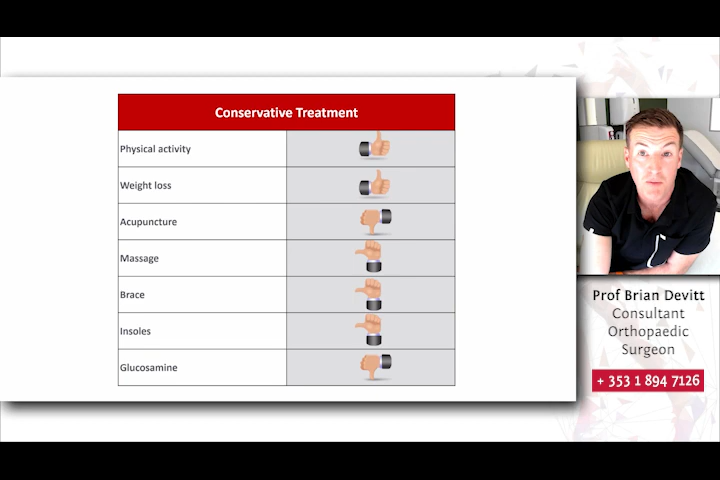 Conservative Treatment
Physical activity
Weight loss
Acupuncture
Massage
Brace
Insoles
Glucosamine
Prof Brian Devitt
Consultant
Orthopaedic
Surgeon
+ 353 1 894 7126